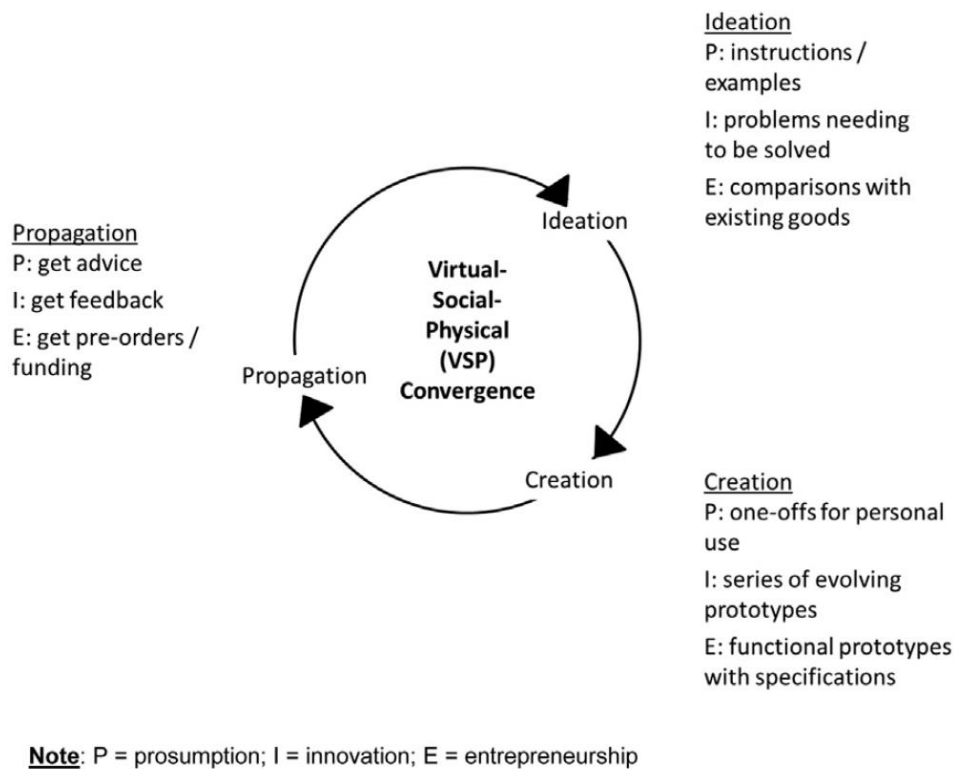 Ideation
P: instructions /
examples
I: problems needing
to be solved
E: comparisons with
existing goods
Propagation
P: get advice
I: get feedback
E: get pre-orders /
funding
Ideation
Virtual-
Social-
Physical
(VSP)
Convergence
Propagation
Creation
Creation
P: one-offs for personal
use
I: series of evolving
prototypes
E: functional prototypes
with specifications
Note: P = prosumption; I = innovation; E = entrepreneurship